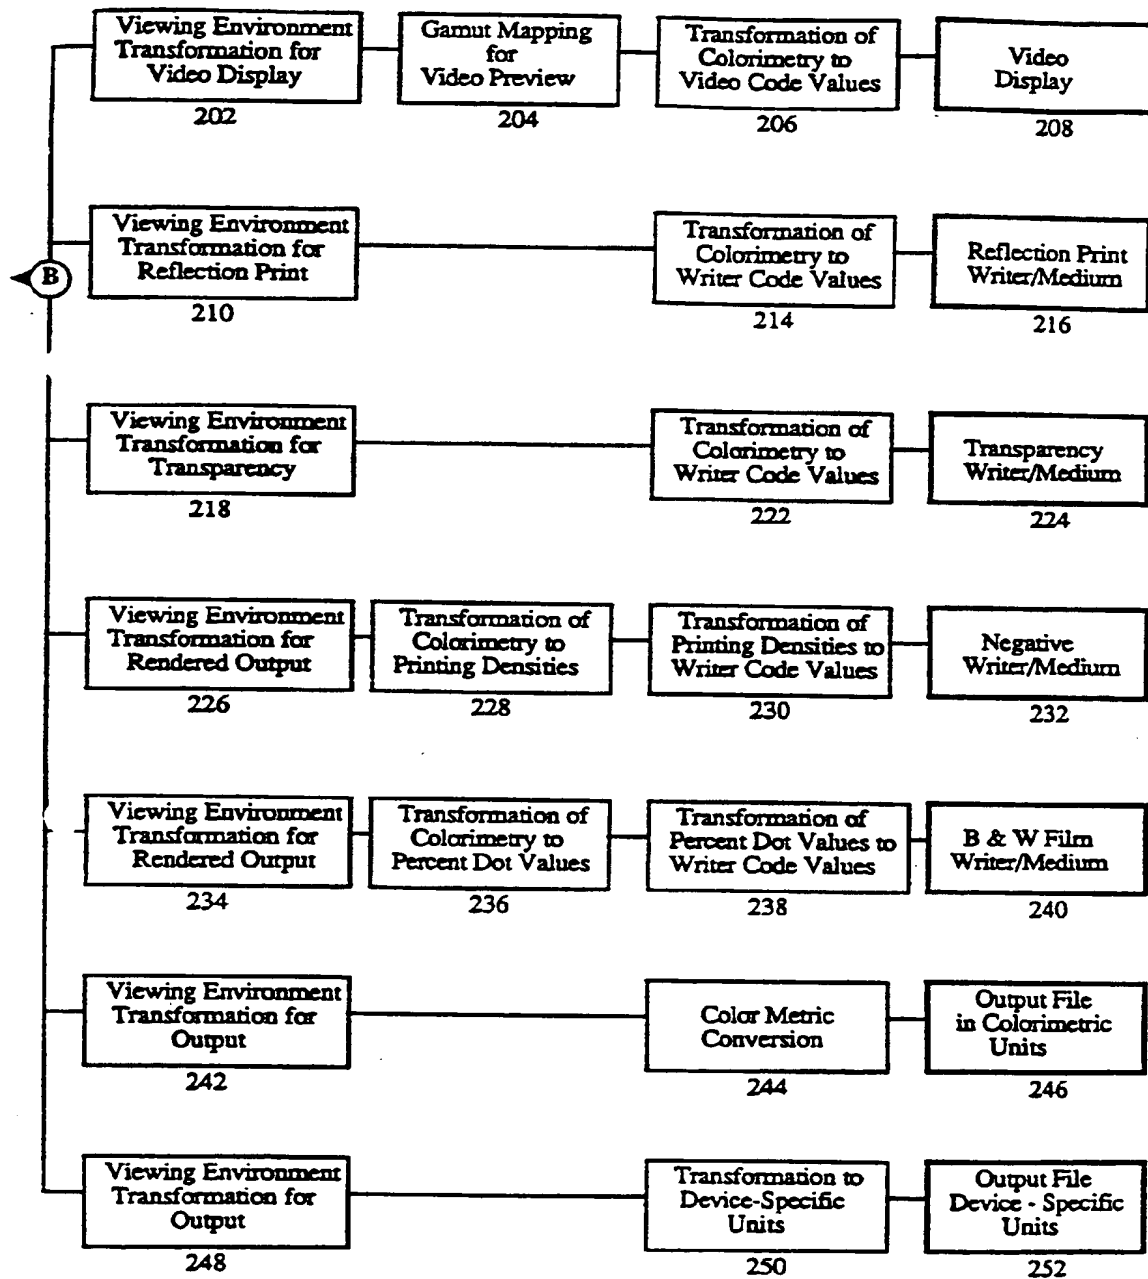 Viewing Environment
Transformation for
Video Display
202
Gamut Mapping
for
Video Preview
204
Transformation of
Colorimetry to
Video Code Values
206
Video
Display
208
Viewing Environment
Transformation for
Reflection Print
210
Transformation of
Colorimetry to
Writer Code Values
214
Reflection Print
Writer/Medium
216
B
Viewing Environment
Transformation for
Transparency
218
Transformation of
Colorimetry to
Writer Code Values
222
Transparency
Writer/Medium
224
Viewing Environment
Transformation for
Rendered Output
226
Transformation of
Colorimetry to
Printing Densities
228
Transformation of
Printing Densities to
Writer Code Values
230
Negative
Writer/Medium
232
Viewing Environment
Transformation for
Rendered Output
234
Transformation of
Colorimetry to
Percent Dot Values
236
Transformation of
Percent Dot Values to
Writer Code Values
238
B & W Film
Writer/Medium
240
Viewing Environment
Transformation for
Output
242
Color Metric
Conversion
244
Output File
in Colorimetric
Units
246
Viewing Environment
Transformation for
Output
248
Transformation to
Device-Specific
Units
250
Output File
Device - Specific
Units
252